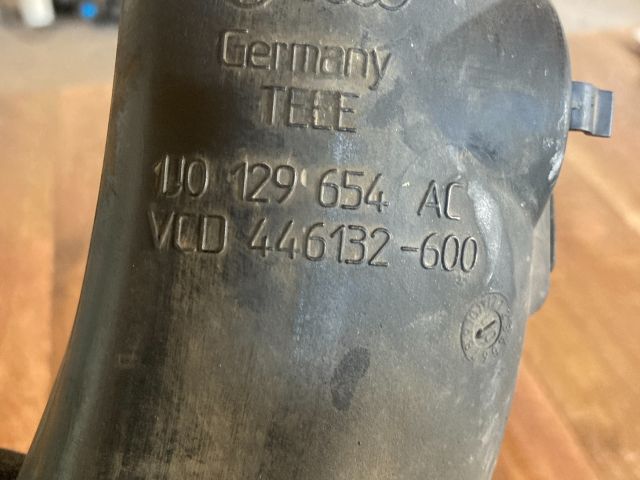 Germany
TEEE
1J0 129 654 AC
VCD 446132-600